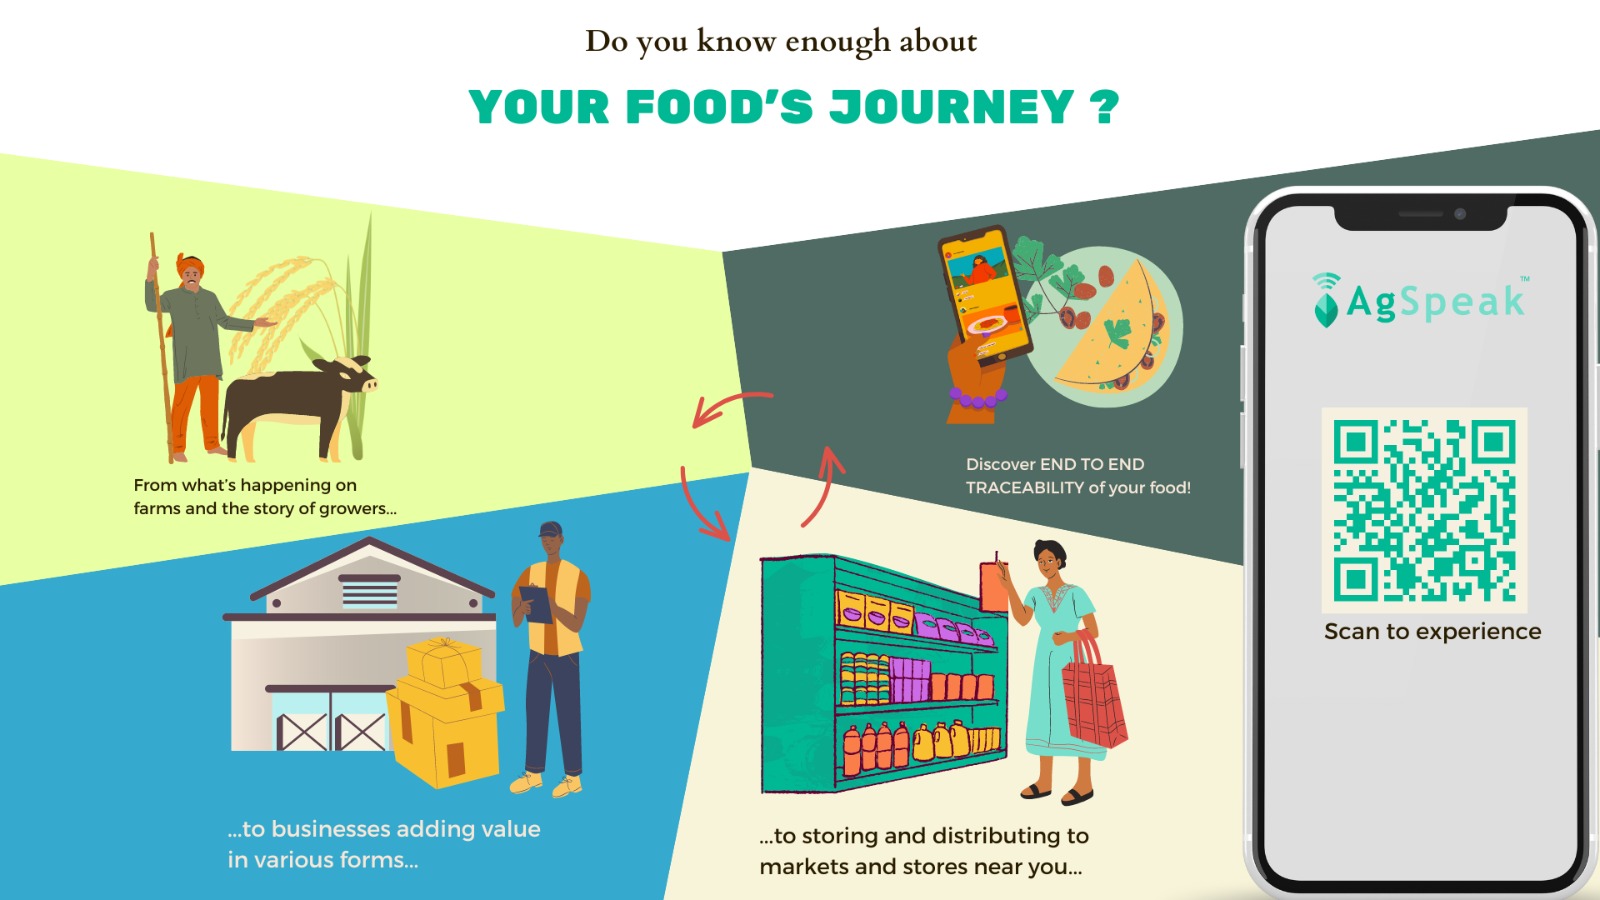 Do you know enough about
YOUR FOOD'S JOURNEY ?
From what's happening on
farms and the story of growers...
...to businesses adding value
in various forms...
...to storing and distributing to
markets and stores near you...
Discover END TO END
TRACEABILITY of your food!
AgSpeak™
Scan to experience